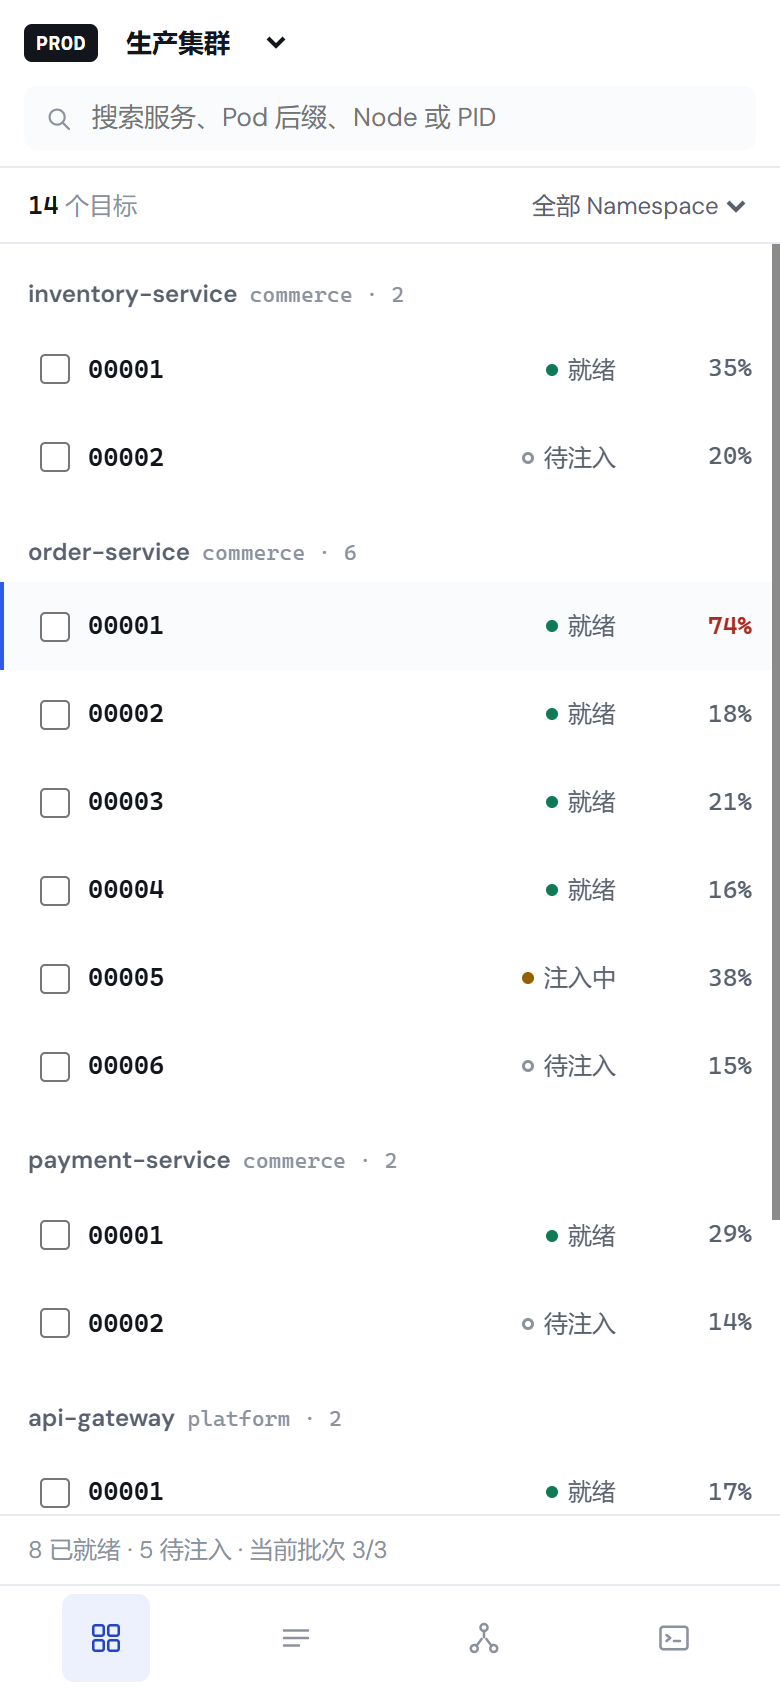 PROD 生产集群
搜索服务、Pod 后缀、Node 或 PID
14 个目标 全部 Namespace
inventory-service commerce · 2
00001 就绪 35%
00002 待注入 20%
order-service commerce · 6
00001 就绪 74%
00002 就绪 18%
00003 就绪 21%
00004 就绪 16%
00005 注入中 38%
00006 待注入 15%
payment-service commerce · 2
00001 就绪 29%
00002 待注入 14%
api-gateway platform · 2
00001 就绪 17%
8 已就绪 · 5 待注入 · 当前批次 3/3